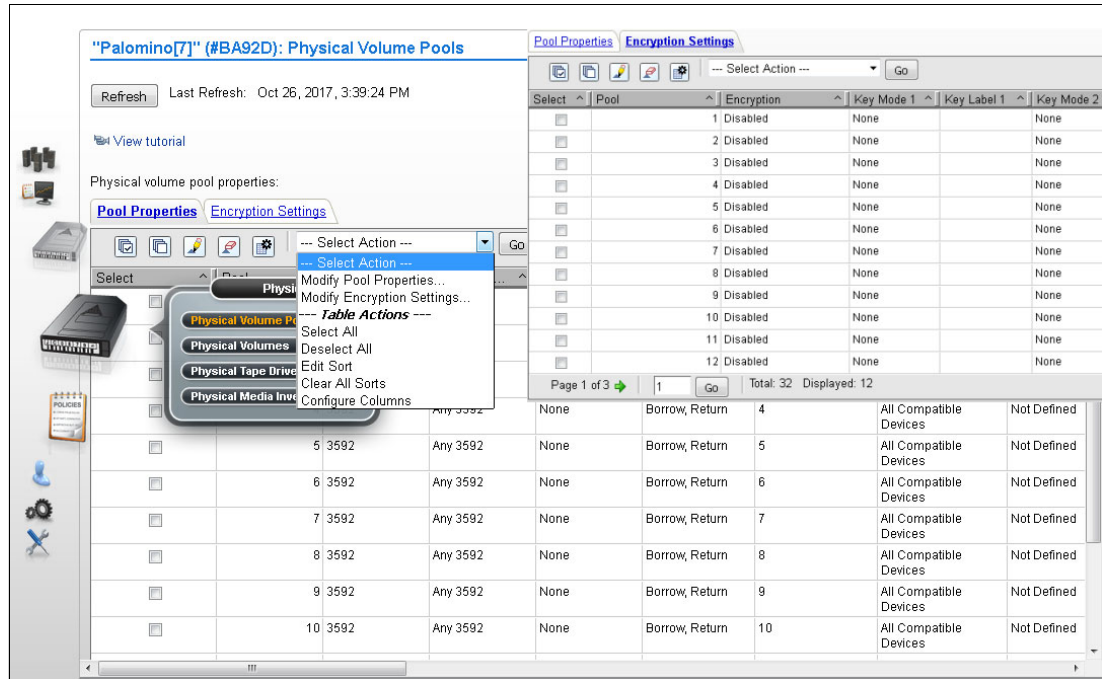 "Palomino[7]" (#BA92D): Physical Volume Pools
Refresh Last Refresh: Oct 26, 2017, 3:39:24 PM
View tutorial
Physical volume pool properties:
Pool Properties Encryption Settings
--- Select Action --- Go
Select
--- Select Action ---
Modify Pool Properties...
Modify Encryption Settings...
--- Table Actions ---
Select All
Deselect All
Edit Sort
Clear All Sorts
Configure Columns
Physical Volumes
POLICIES
Pool Properties Encryption Settings
--- Select Action --- Go
Select Pool Encryption Key Mode 1 Key Label 1 Key Mode 2
1 Disabled None None
2 Disabled None None
3 Disabled None None
4 Disabled None None
5 Disabled None None
6 Disabled None None
7 Disabled None None
8 Disabled None None
9 Disabled None None
10 Disabled None None
11 Disabled None None
12 Disabled None None
Page 1 of 3 1 Go Total: 32 Displayed: 12
None Borrow, Return 4 All Compatible Devices Not Defined
5 3592 Any 3592 None Borrow, Return 5 All Compatible Devices Not Defined
6 3592 Any 3592 None Borrow, Return 6 All Compatible Devices Not Defined
7 3592 Any 3592 None Borrow, Return 7 All Compatible Devices Not Defined
8 3592 Any 3592 None Borrow, Return 8 All Compatible Devices Not Defined
9 3592 Any 3592 None Borrow, Return 9 All Compatible Devices Not Defined
10 3592 Any 3592 None Borrow, Return 10 All Compatible Devices Not Defined